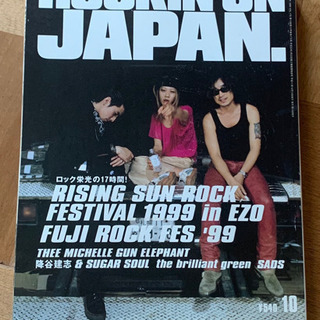 ROCKIN'ON
JAPAN.
ロック栄光の17時間!
RISING SUN ROCK
FESTIVAL 1999 in EZO
FUJI ROCK FES. '99
THEE MICHELLE GUN ELEPHANT
降谷建志 & SUGAR SOUL the brilliant green SADS
¥540 10